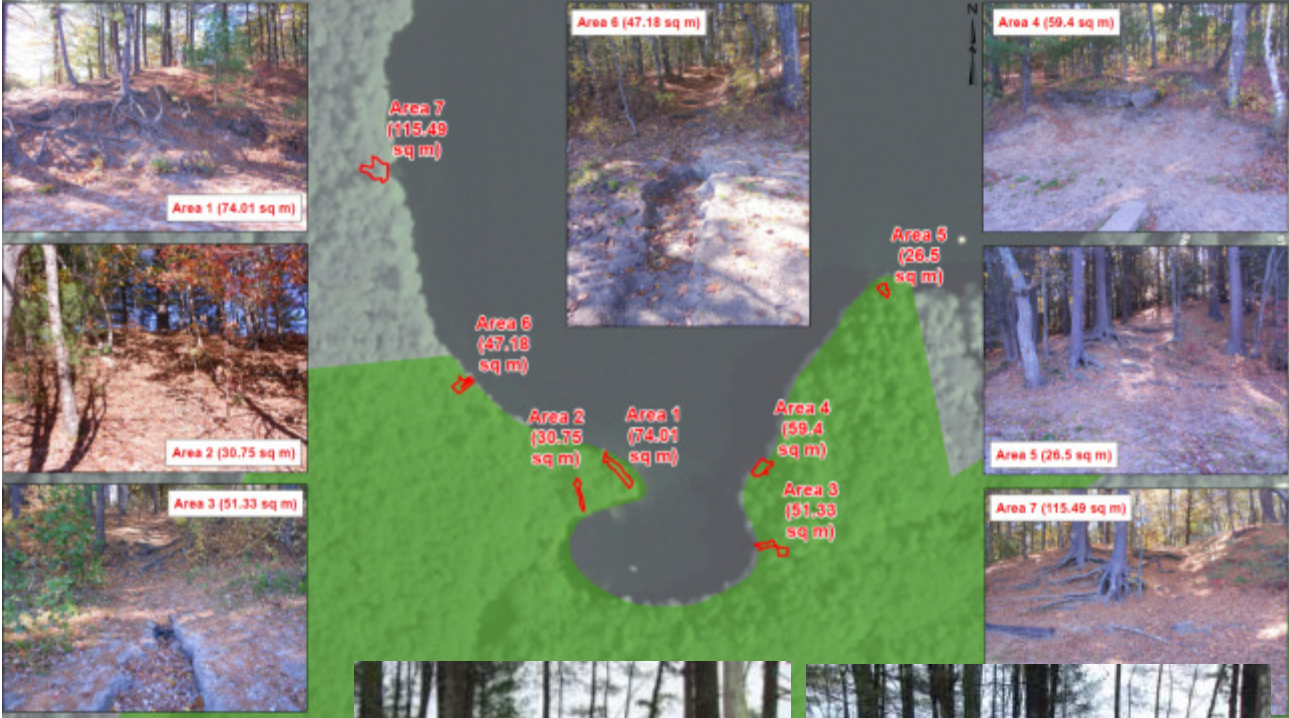 Area 6 (47.18 sq m)
N
Area 4 (59.4 sq m)
Area 7
(115.49
sq m)
Area 1 (74.01 sq m)
Area 5
(26.5
sq m)
Area 6
(47.18
sq m)
Area 2
(30.75
sq m)
Area 1
(74.01
sq m)
Area 4
(59.4
sq m)
Area 2 (30.75 sq m)
Area 5 (26.5 sq m)
Area 3 (51.33 sq m)
Area 3
(51.33
sq m)
Area 7 (115.49 sq m)